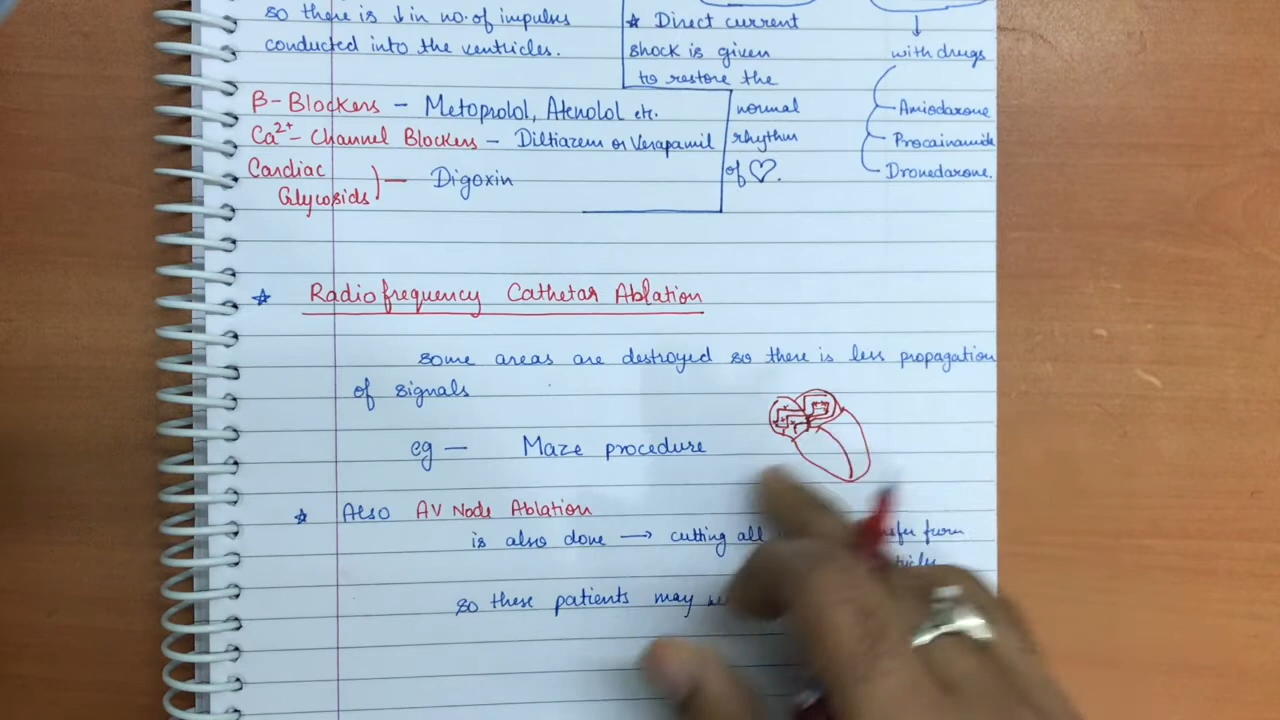 so there is ↓ in no. of impulus
conducted into the ventricles.
* Direct current
shock is given
to restore the
normal
rhythm
of ♡.
↓
with drugs
Amiodarone
Procainamide
Dronedarone.
β-Blockers - Metoprolol, Atenolol etc.
Ca²⁺- Channel Blockers - Diltiazem or Verapamil
Cardiac
Glycosids ) — Digoxin
* Radiofrequency Cathetar Ablation
some areas are destroyed so there is less propagation
of signals
eg — Maze procedure
* Also AV Node Ablation
is also done → cutting all from
so these patients may